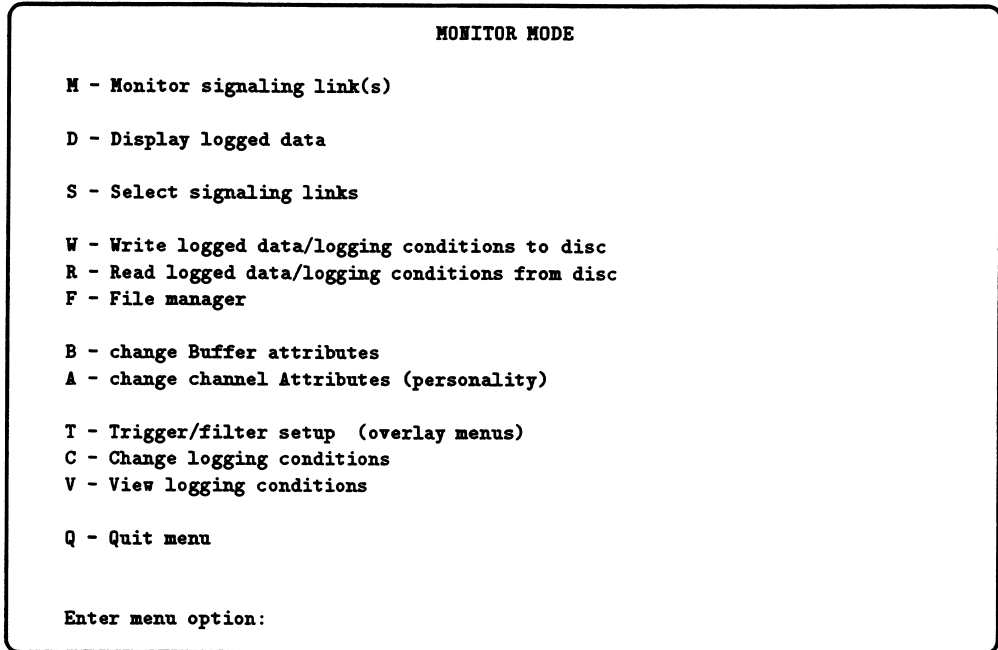 MONITOR MODE
M - Monitor signaling link(s)
D - Display logged data
S - Select signaling links
W - Write logged data/logging conditions to disc
R - Read logged data/logging conditions from disc
F - File manager
B - change Buffer attributes
A - change channel Attributes (personality)
T - Trigger/filter setup (overlay menus)
C - Change logging conditions
V - View logging conditions
Q - Quit menu
Enter menu option: